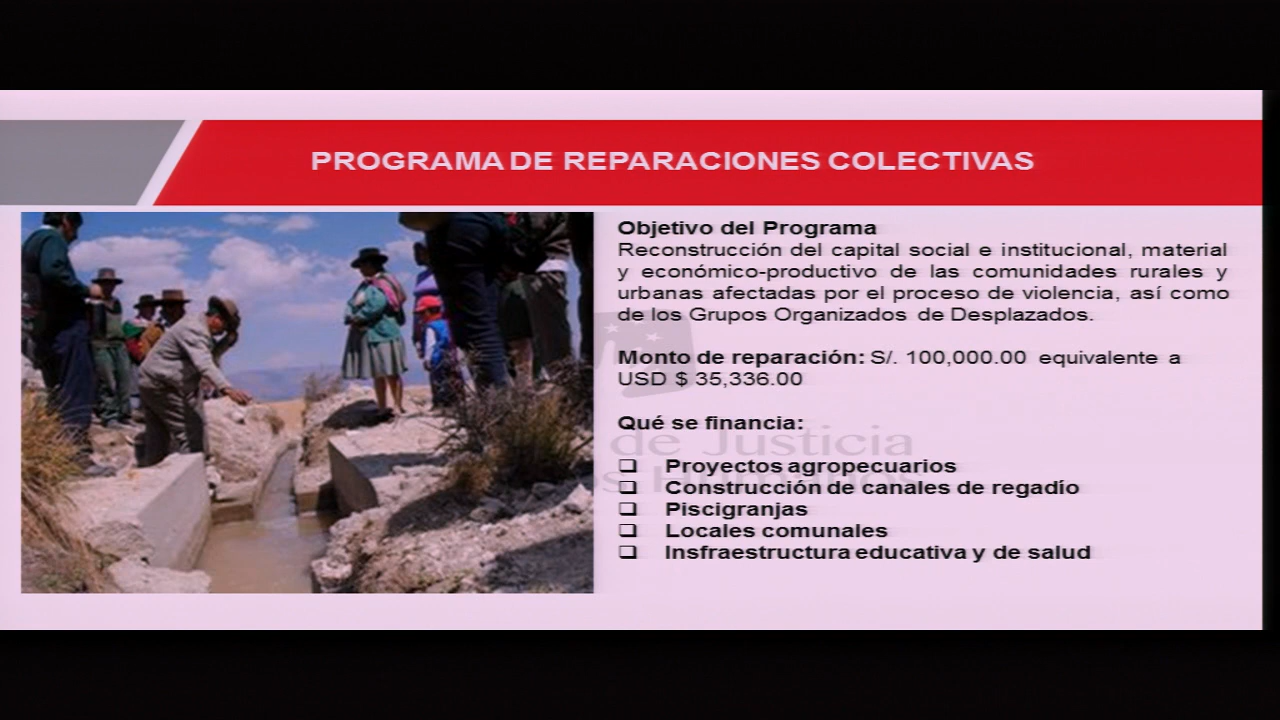 PROGRAMA DE REPARACIONES COLECTIVAS
Objetivo del Programa
Reconstrucción del capital social e institucional, material
y económico-productivo de las comunidades rurales y
urbanas afectadas por el proceso de violencia, así como
de los Grupos Organizados de Desplazados.
Monto de reparación: S/. 100,000.00 equivalente a
USD $ 35,336.00
Qué se financia:
de Justicia
❑ Proyectos agropecuarios
❑ Construcción de canales de regadío
❑ Piscigranjas
❑ Locales comunales
❑ Insfraestructura educativa y de salud